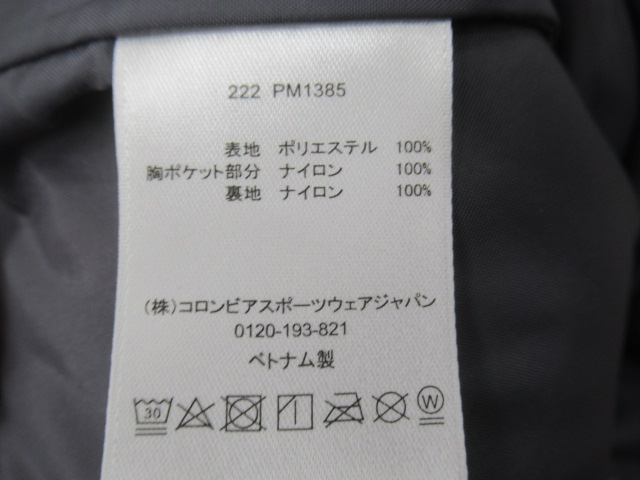 222 PM1385
表地 ポリエステル 100%
胸ポケット部分 ナイロン 100%
裏地 ナイロン 100%
(株)コロンビアスポーツウェアジャパン
0120-193-821
ベトナム製
30 W